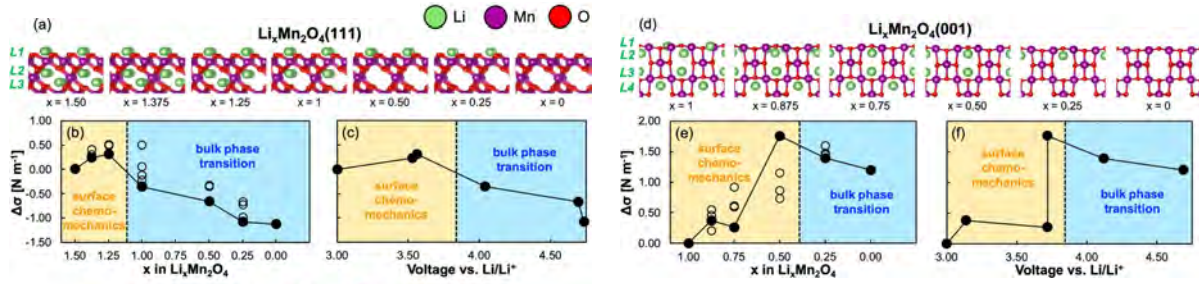 Li Mn O
(a)
LiₓMn₂O₄(111)
L1
L2
L3
x = 1.50 x = 1.375 x = 1.25 x = 1 x = 0.50 x = 0.25 x = 0
(b)
bulk phase
transition
surface
chemo-
mechanics
Δσ [N m⁻¹]
1.00
0.50
0.00
-0.50
-1.00
-1.50
1.50 1.25 1.00 0.75 0.50 0.25 0.00
x in LiₓMn₂O₄
(c)
bulk phase
transition
surface
chemo-
mechanics
3.00 3.50 4.00 4.50
Voltage vs. Li/Li⁺
(d)
LiₓMn₂O₄(001)
L1
L2
L3
L4
x = 1 x = 0.875 x = 0.75 x = 0.50 x = 0.25 x = 0
(e)
surface
chemo-
mechanics
bulk phase
transition
Δσ [N m⁻¹]
2.00
1.50
1.00
0.50
0.00
1.00 0.75 0.50 0.25 0.00
x in LiₓMn₂O₄
(f)
surface
chemo-
mechanics
bulk phase
transition
3.00 3.50 4.00 4.50
Voltage vs. Li/Li⁺